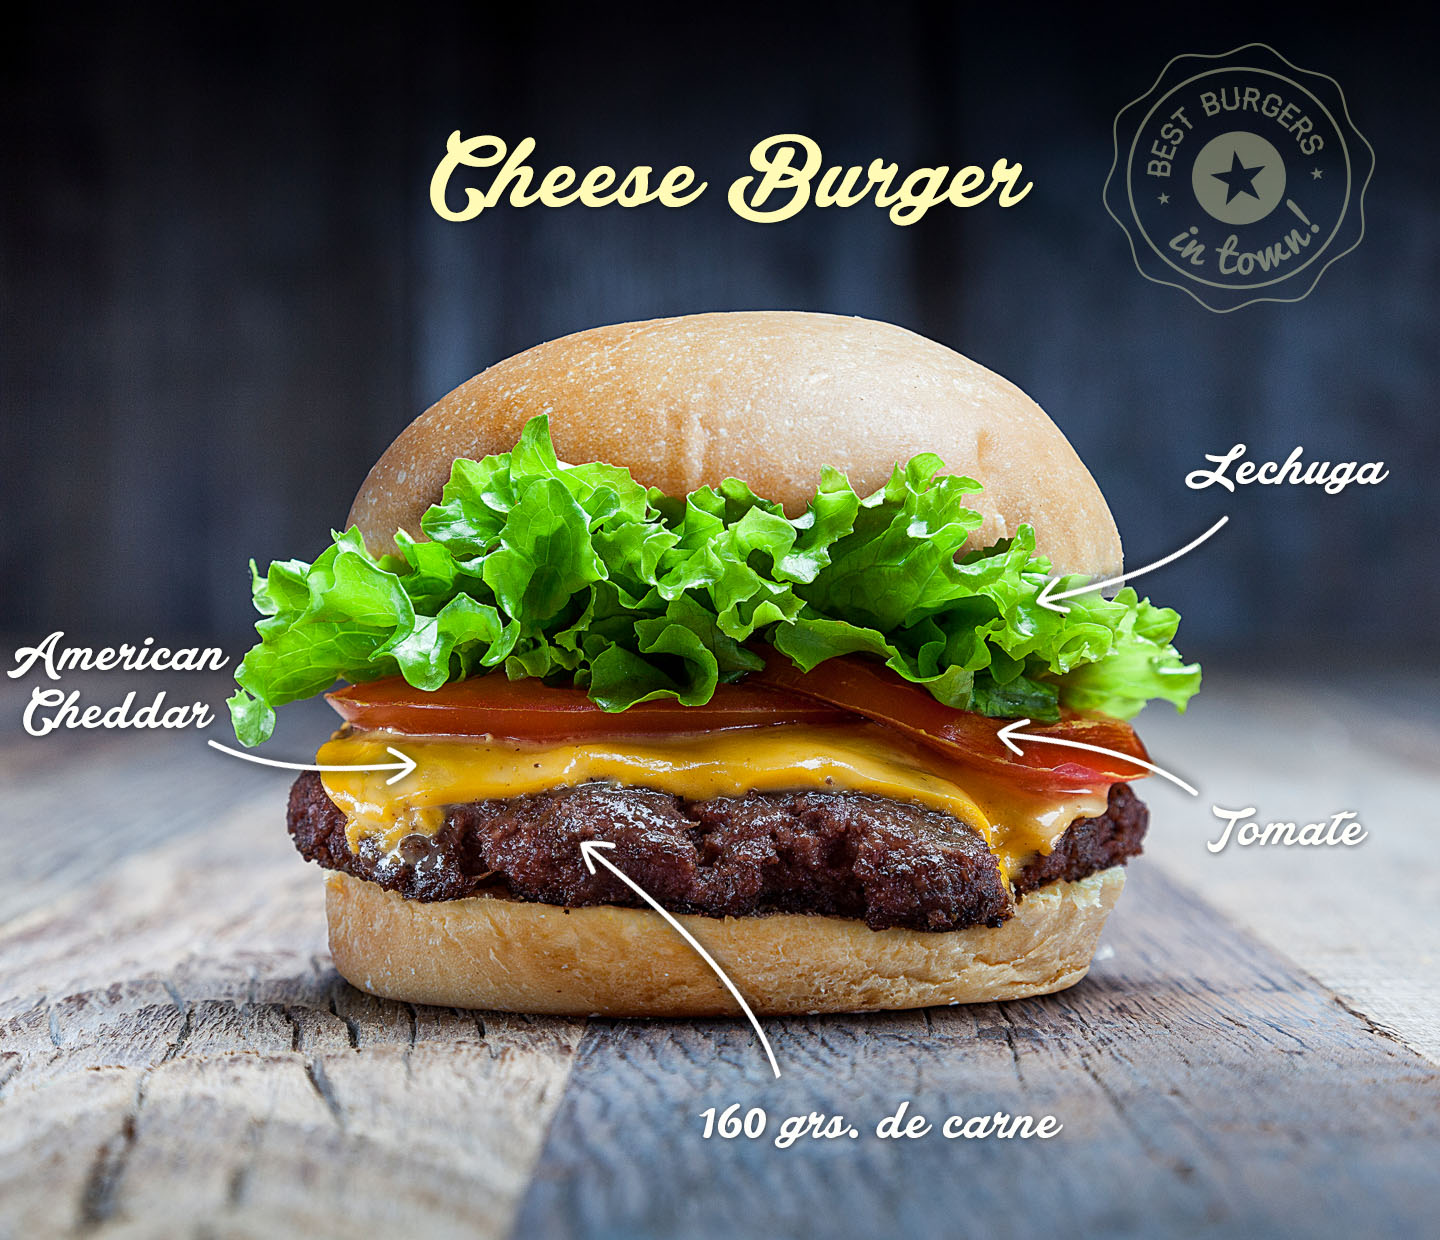 Cheese Burger
BEST BURGERS
in town!
Lechuga
American
Cheddar
Tomate
160 grs. de carne